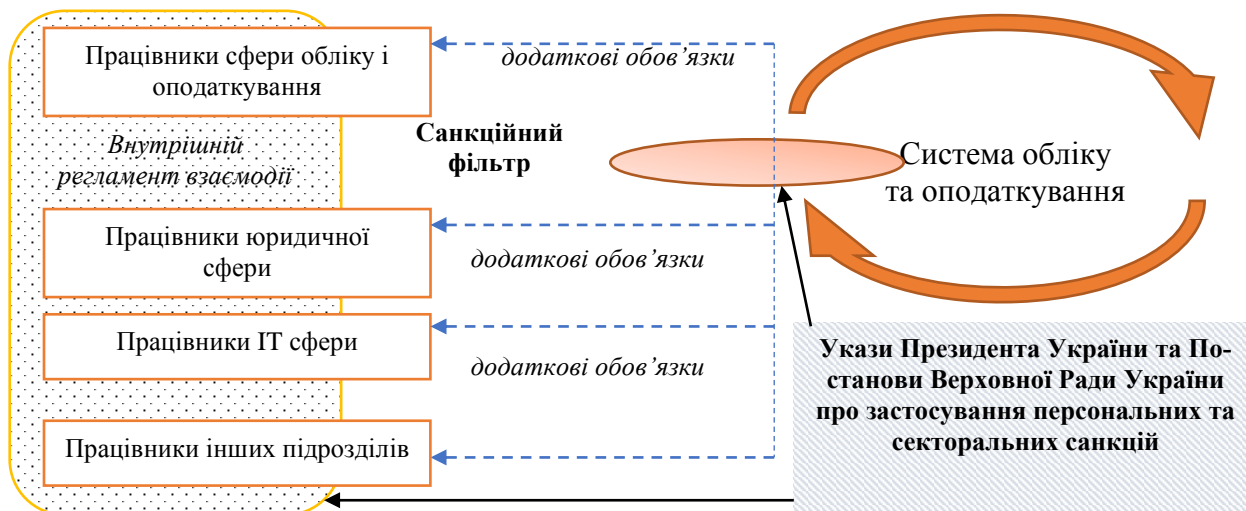 Працівники сфери обліку і
оподаткування
додаткові обов’язки
Санкційний
фільтр
Внутрішній
регламент взаємодії
Система обліку
та оподаткування
Працівники юридичної
сфери
додаткові обов’язки
Працівники ІТ сфери
додаткові обов’язки
Працівники інших підрозділів
Укази Президента України та По-
станови Верховної Ради України
про застосування персональних та
секторальних санкцій